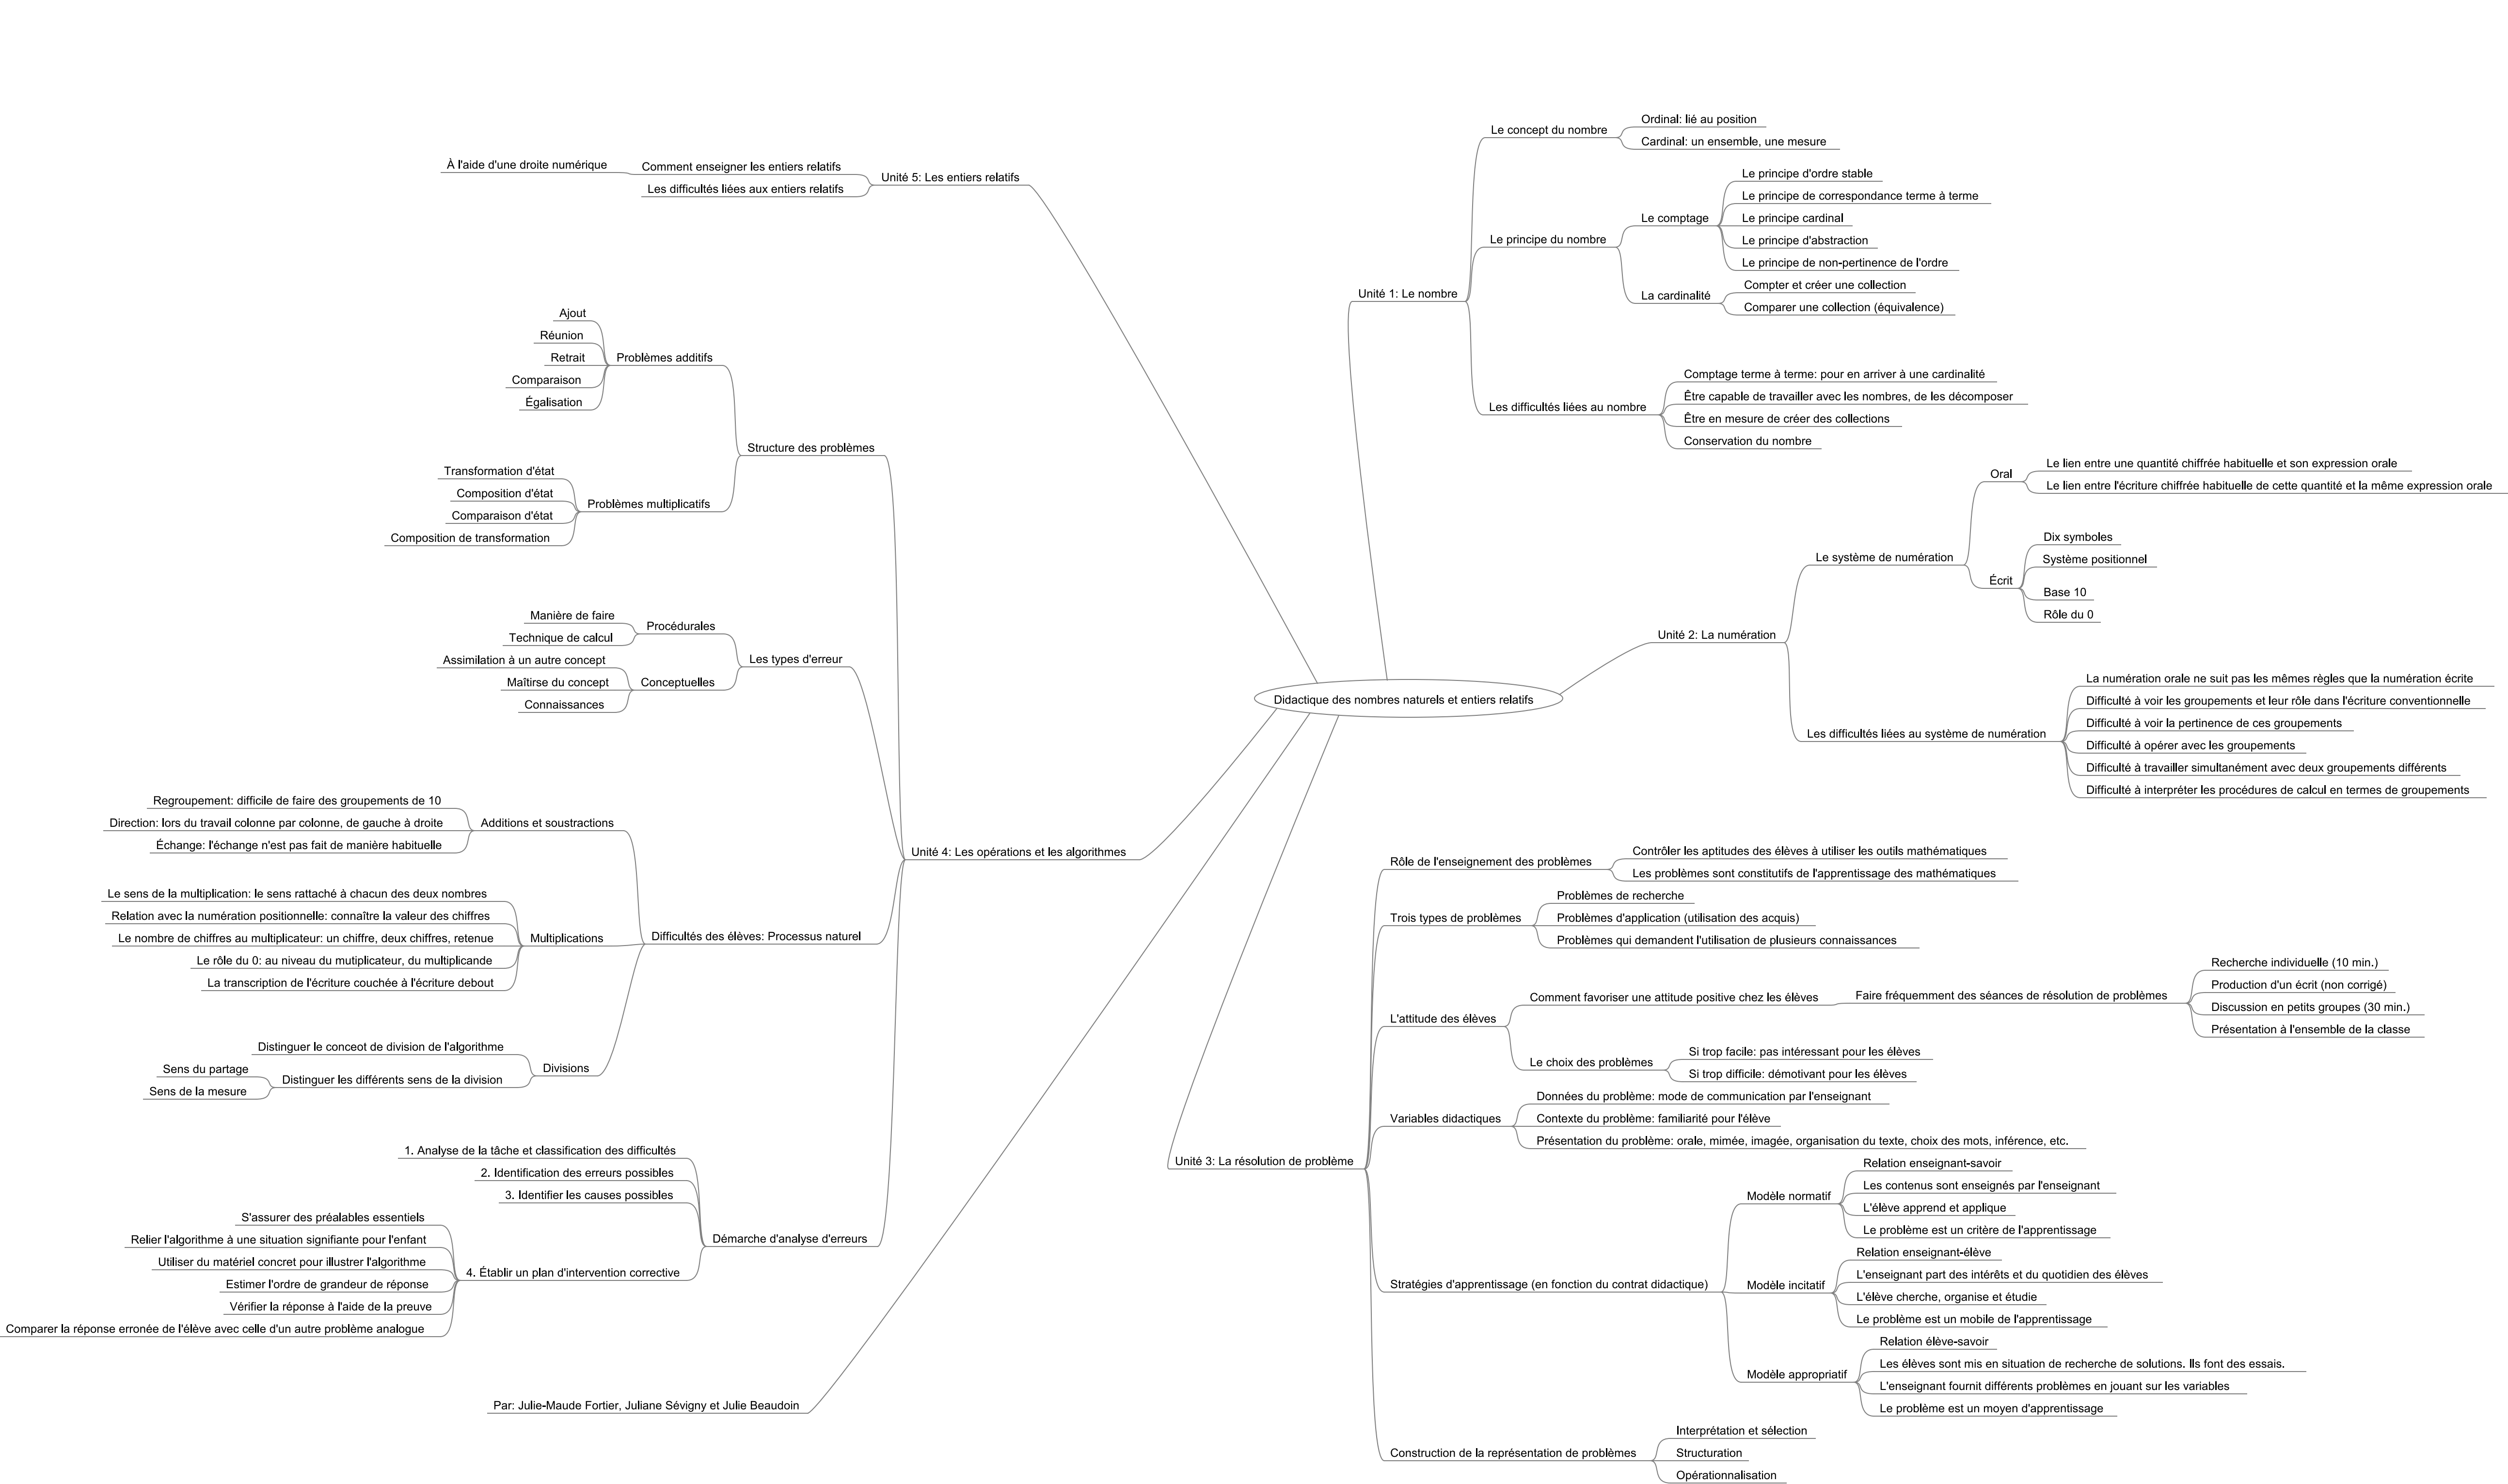 Didactique des nombres naturels et entiers relatifs
Unité 1: Le nombre
Le concept du nombre
Ordinal: lié au position
Cardinal: un ensemble, une mesure
Le principe du nombre
Le comptage
Le principe d'ordre stable
Le principe de correspondance terme à terme
Le principe cardinal
Le principe d'abstraction
Le principe de non-pertinence de l'ordre
La cardinalité
Compter et créer une collection
Comparer une collection (équivalence)
Les difficultés liées au nombre
Comptage terme à terme: pour en arriver à une cardinalité
Être capable de travailler avec les nombres, de les décomposer
Être en mesure de créer des collections
Conservation du nombre
Unité 2: La numération
Le système de numération
Oral
Le lien entre une quantité chiffrée habituelle et son expression orale
Le lien entre l'écriture chiffrée habituelle de cette quantité et la même expression orale
Écrit
Dix symboles
Système positionnel
Base 10
Rôle du 0
Les difficultés liées au système de numération
La numération orale ne suit pas les mêmes règles que la numération écrite
Difficulté à voir les groupements et leur rôle dans l'écriture conventionnelle
Difficulté à voir la pertinence de ces groupements
Difficulté à opérer avec les groupements
Difficulté à travailler simultanément avec deux groupements différents
Difficulté à interpréter les procédures de calcul en termes de groupements
Unité 3: La résolution de problème
Rôle de l'enseignement des problèmes
Contrôler les aptitudes des élèves à utiliser les outils mathématiques
Les problèmes sont constitutifs de l'apprentissage des mathématiques
Trois types de problèmes
Problèmes de recherche
Problèmes d'application (utilisation des acquis)
Problèmes qui demandent l'utilisation de plusieurs connaissances
L'attitude des élèves
Comment favoriser une attitude positive chez les élèves
Faire fréquemment des séances de résolution de problèmes
Recherche individuelle (10 min.)
Production d'un écrit (non corrigé)
Discussion en petits groupes (30 min.)
Présentation à l'ensemble de la classe
Le choix des problèmes
Si trop facile: pas intéressant pour les élèves
Si trop difficile: démotivant pour les élèves
Variables didactiques
Données du problème: mode de communication par l'enseignant
Contexte du problème: familiarité pour l'élève
Présentation du problème: orale, mimée, imagée, organisation du texte, choix des mots, inférence, etc.
Stratégies d'apprentissage (en fonction du contrat didactique)
Modèle normatif
Relation enseignant-savoir
Les contenus sont enseignés par l'enseignant
L'élève apprend et applique
Le problème est un critère de l'apprentissage
Modèle incitatif
Relation enseignant-élève
L'enseignant part des intérêts et du quotidien des élèves
L'élève cherche, organise et étudie
Le problème est un mobile de l'apprentissage
Modèle appropriatif
Relation élève-savoir
Les élèves sont mis en situation de recherche de solutions. Ils font des essais.
L'enseignant fournit différents problèmes en jouant sur les variables
Le problème est un moyen d'apprentissage
Construction de la représentation de problèmes
Interprétation et sélection
Structuration
Opérationnalisation
Unité 4: Les opérations et les algorithmes
Structure des problèmes
Problèmes additifs
Ajout
Réunion
Retrait
Comparaison
Égalisation
Problèmes multiplicatifs
Transformation d'état
Composition d'état
Comparaison d'état
Composition de transformation
Les types d'erreur
Procédurales
Manière de faire
Technique de calcul
Conceptuelles
Assimilation à un autre concept
Maîtirse du concept
Connaissances
Difficultés des élèves: Processus naturel
Additions et soustractions
Regroupement: difficile de faire des groupements de 10
Direction: lors du travail colonne par colonne, de gauche à droite
Échange: l'échange n'est pas fait de manière habituelle
Multiplications
Le sens de la multiplication: le sens rattaché à chacun des deux nombres
Relation avec la numération positionnelle: connaître la valeur des chiffres
Le nombre de chiffres au multiplicateur: un chiffre, deux chiffres, retenue
Le rôle du 0: au niveau du mutiplicateur, du multiplicande
La transcription de l'écriture couchée à l'écriture debout
Divisions
Distinguer le conceot de division de l'algorithme
Distinguer les différents sens de la division
Sens du partage
Sens de la mesure
Démarche d'analyse d'erreurs
1. Analyse de la tâche et classification des difficultés
2. Identification des erreurs possibles
3. Identifier les causes possibles
4. Établir un plan d'intervention corrective
S'assurer des préalables essentiels
Relier l'algorithme à une situation signifiante pour l'enfant
Utiliser du matériel concret pour illustrer l'algorithme
Estimer l'ordre de grandeur de réponse
Vérifier la réponse à l'aide de la preuve
Comparer la réponse erronée de l'élève avec celle d'un autre problème analogue
Unité 5: Les entiers relatifs
Comment enseigner les entiers relatifs
À l'aide d'une droite numérique
Les difficultés liées aux entiers relatifs
Par: Julie-Maude Fortier, Juliane Sévigny et Julie Beaudoin